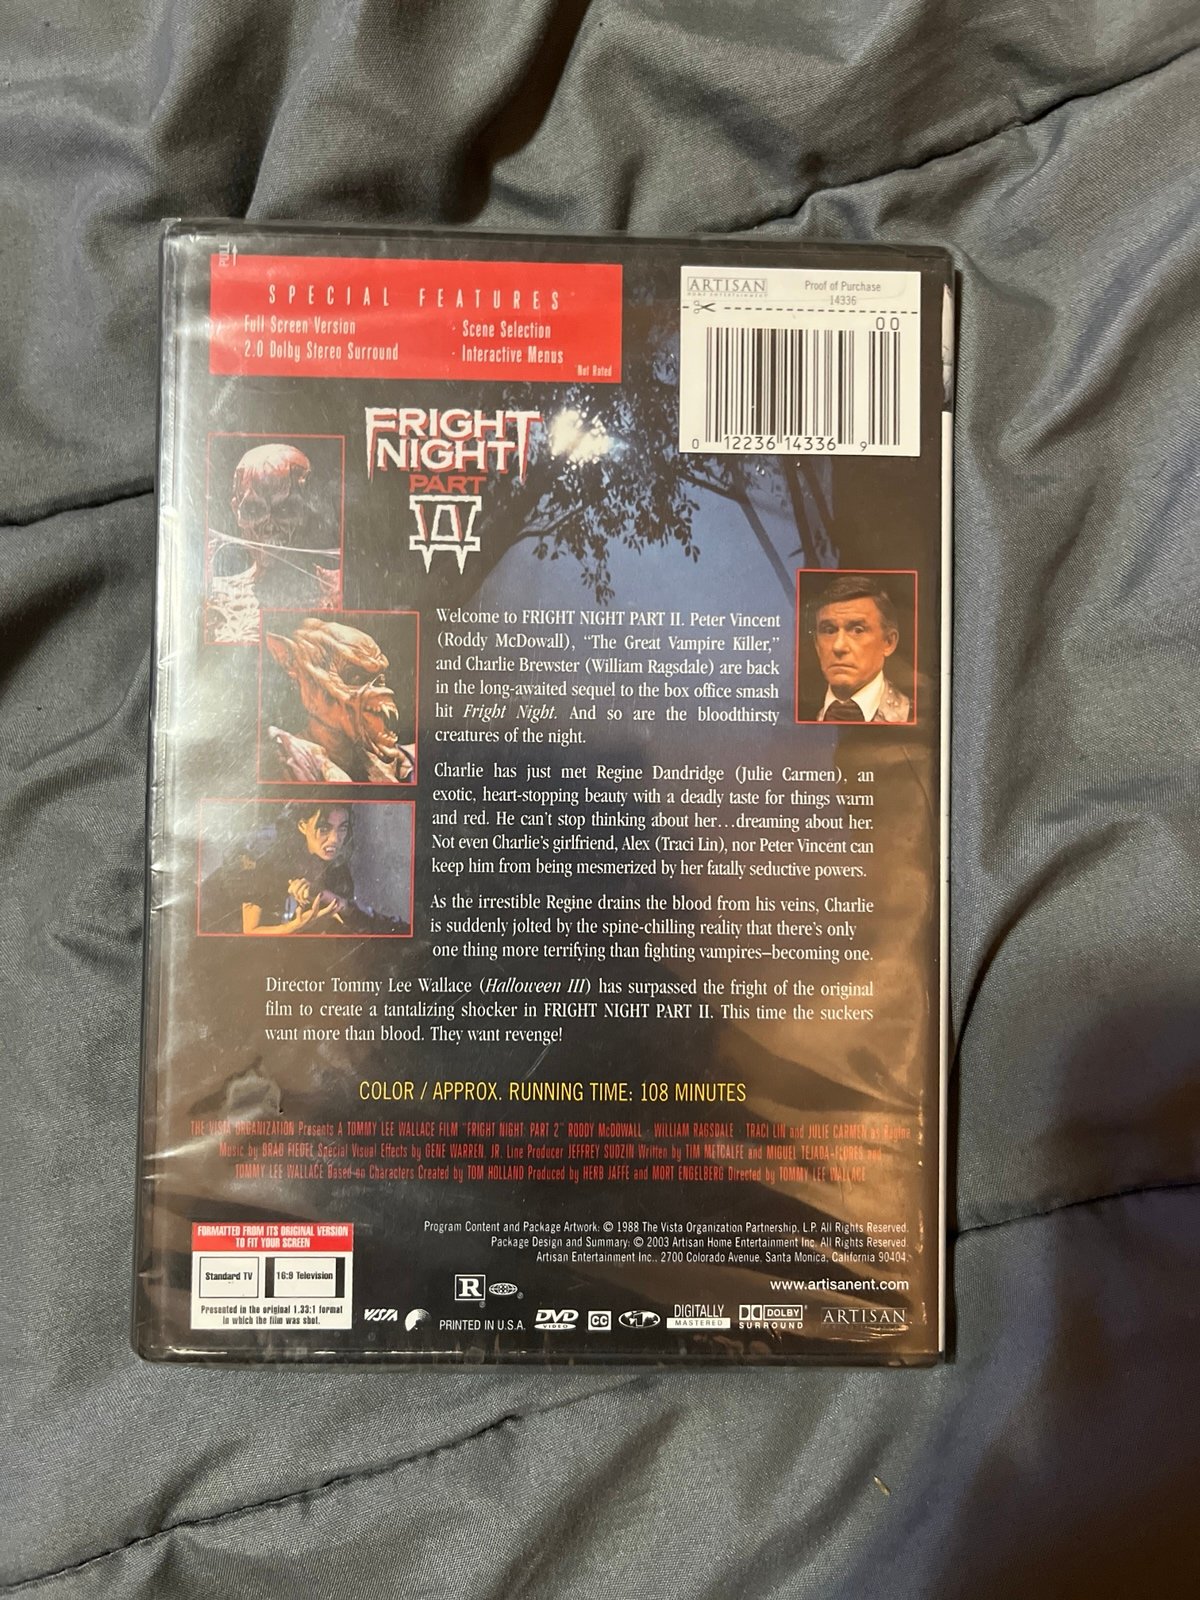 PULL
SPECIAL FEATURES
Full Screen Version
· Scene Selection
2.0 Dolby Stereo Surround
· Interactive Menus
*Not Rated
ARTISAN
HOME ENTERTAINMENT
Proof of Purchase
14336
00
0 12236 14336 9
FRIGHT
NIGHT
PART
II
Welcome to FRIGHT NIGHT PART II. Peter Vincent
(Roddy McDowall), “The Great Vampire Killer,”
and Charlie Brewster (William Ragsdale) are back
in the long-awaited sequel to the box office smash
hit Fright Night. And so are the bloodthirsty
creatures of the night.
Charlie has just met Regine Dandridge (Julie Carmen), an
exotic, heart-stopping beauty with a deadly taste for things warm
and red. He can’t stop thinking about her…dreaming about her.
Not even Charlie’s girlfriend, Alex (Traci Lin), nor Peter Vincent can
keep him from being mesmerized by her fatally seductive powers.
As the irrestible Regine drains the blood from his veins, Charlie
is suddenly jolted by the spine-chilling reality that there’s only
one thing more terrifying than fighting vampires–becoming one.
Director Tommy Lee Wallace (Halloween III) has surpassed the fright of the original
film to create a tantalizing shocker in FRIGHT NIGHT PART II. This time the suckers
want more than blood. They want revenge!
COLOR / APPROX. RUNNING TIME: 108 MINUTES
THE VISTA ORGANIZATION Presents A TOMMY LEE WALLACE FILM "FRIGHT NIGHT PART 2" RODDY McDOWALL · WILLIAM RAGSDALE · TRACI LIN and JULIE CARMEN as Regine
Music by BRAD FIEDEL Special Visual Effects by GENE WARREN, JR. Line Producer JEFFREY SUDZIN Written by TIM METCALFE and MIGUEL TEJADA-FLORES and
TOMMY LEE WALLACE Based on Characters Created by TOM HOLLAND Produced by HERB JAFFE and MORT ENGELBERG Directed by TOMMY LEE WALLACE
FORMATTED FROM ITS ORIGINAL VERSION
TO FIT YOUR SCREEN
Standard TV
16:9 Television
Presented in the original 1.33:1 format
in which the film was shot.
Program Content and Package Artwork: © 1988 The Vista Organization Partnership, L.P. All Rights Reserved.
Package Design and Summary: © 2003 Artisan Home Entertainment Inc. All Rights Reserved.
Artisan Entertainment Inc., 2700 Colorado Avenue, Santa Monica, California 90404.
www.artisanent.com
R
VISTA
PRINTED IN U.S.A.
DVD
VIDEO
CC
1
DIGITALLY
MASTERED
DOLBY
SURROUND
ARTISAN